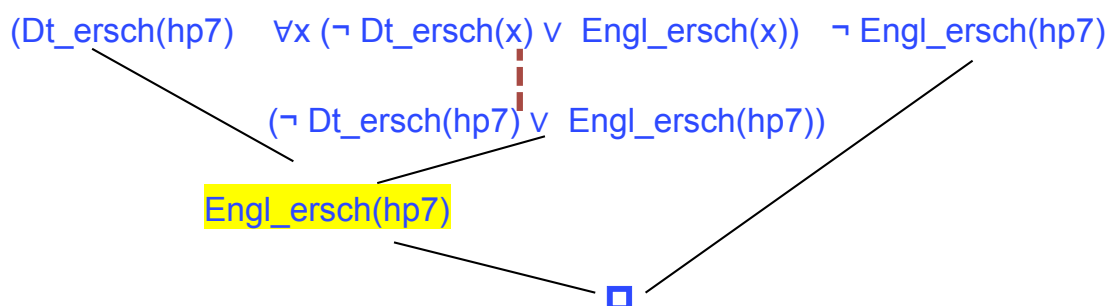 (Dt_ersch(hp7) ∀x (¬ Dt_ersch(x) ∨ Engl_ersch(x)) ¬ Engl_ersch(hp7)
(¬ Dt_ersch(hp7) ∨ Engl_ersch(hp7))
Engl_ersch(hp7)